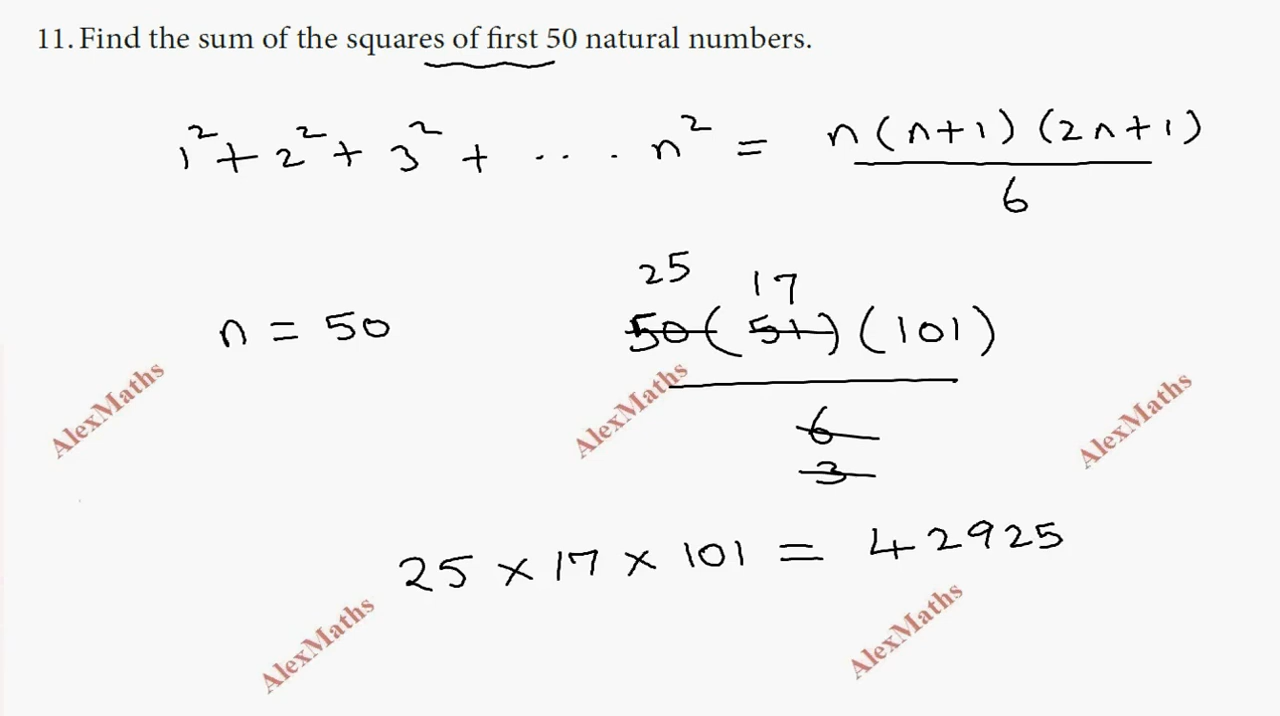 11. Find the sum of the squares of first 50 natural numbers.
1² + 2² + 3² + .... n² = n(n+1)(2n+1)
6
25 17
n = 50 50(51)(101)
AlexMaths AlexMaths AlexMaths
6
3
25 × 17 × 101 = 42925
AlexMaths AlexMaths